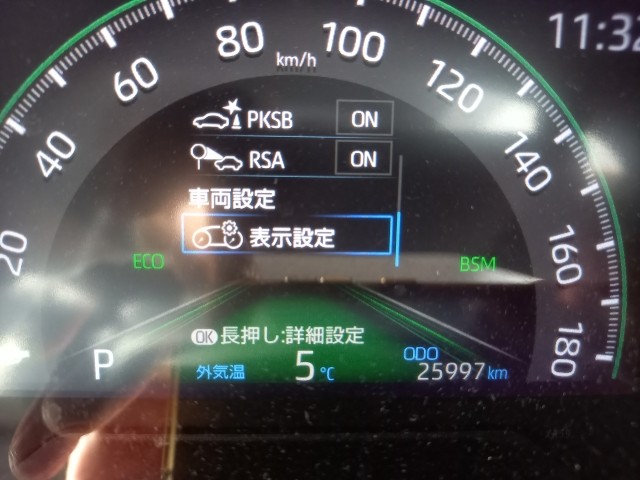 11:32
20
40
60
80
100
120
140
160
180
km/h
PKSB ON
RSA ON
車両設定
表示設定
ECO
BSM
OK 長押し:詳細設定
P
外気温 5 ℃
ODO
25997 km